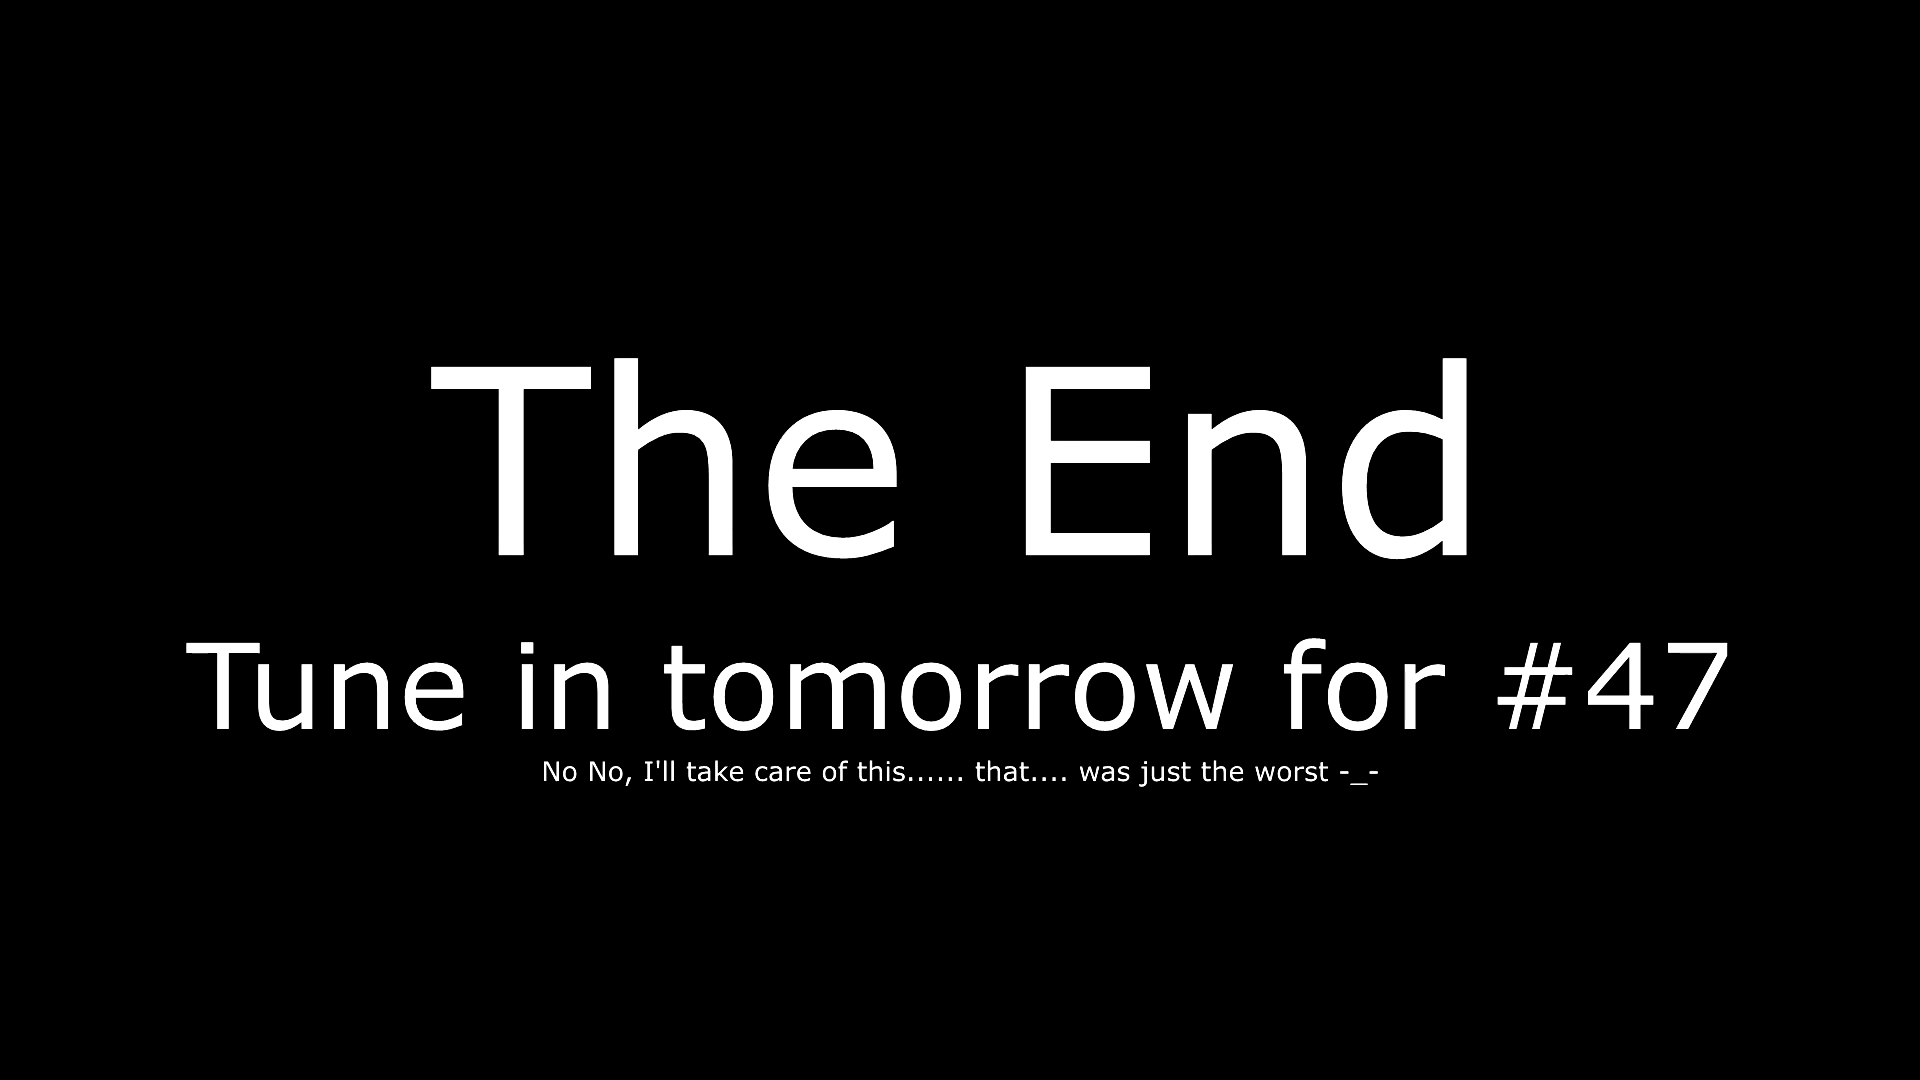 The End
Tune in tomorrow for #47
No No, I'll take care of this...... that.... was just the worst -_-